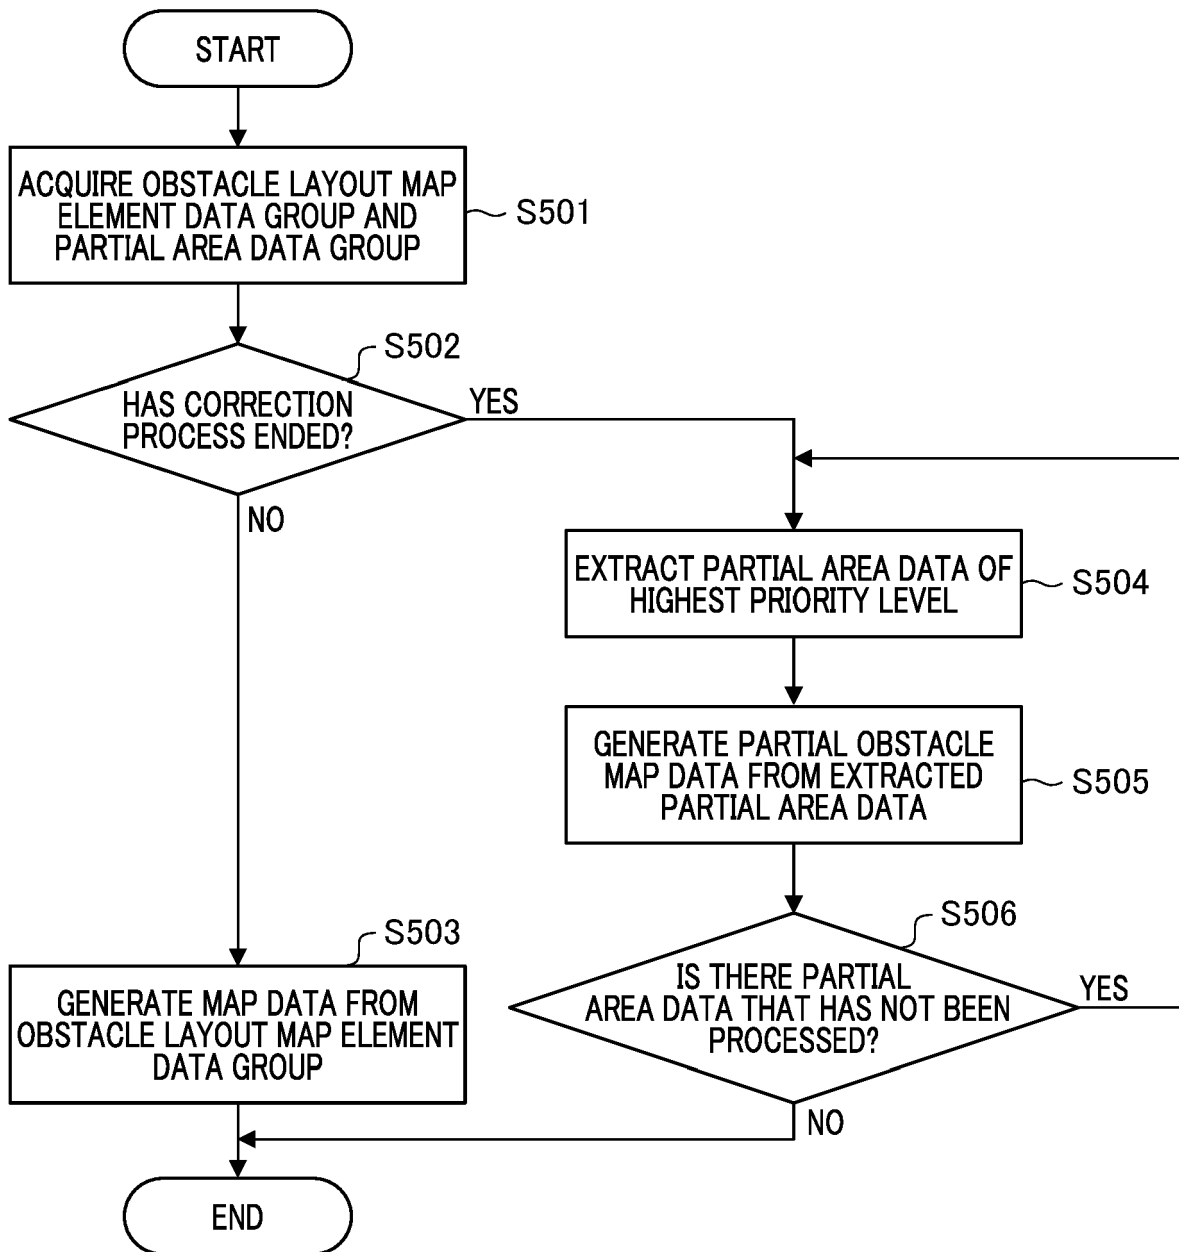 START
ACQUIRE OBSTACLE LAYOUT MAP
ELEMENT DATA GROUP AND
PARTIAL AREA DATA GROUP
S501
S502
HAS CORRECTION
PROCESS ENDED?
YES
NO
EXTRACT PARTIAL AREA DATA OF
HIGHEST PRIORITY LEVEL
S504
GENERATE PARTIAL OBSTACLE
MAP DATA FROM EXTRACTED
PARTIAL AREA DATA
S505
S506
IS THERE PARTIAL
AREA DATA THAT HAS NOT BEEN
PROCESSED?
YES
NO
S503
GENERATE MAP DATA FROM
OBSTACLE LAYOUT MAP ELEMENT
DATA GROUP
END